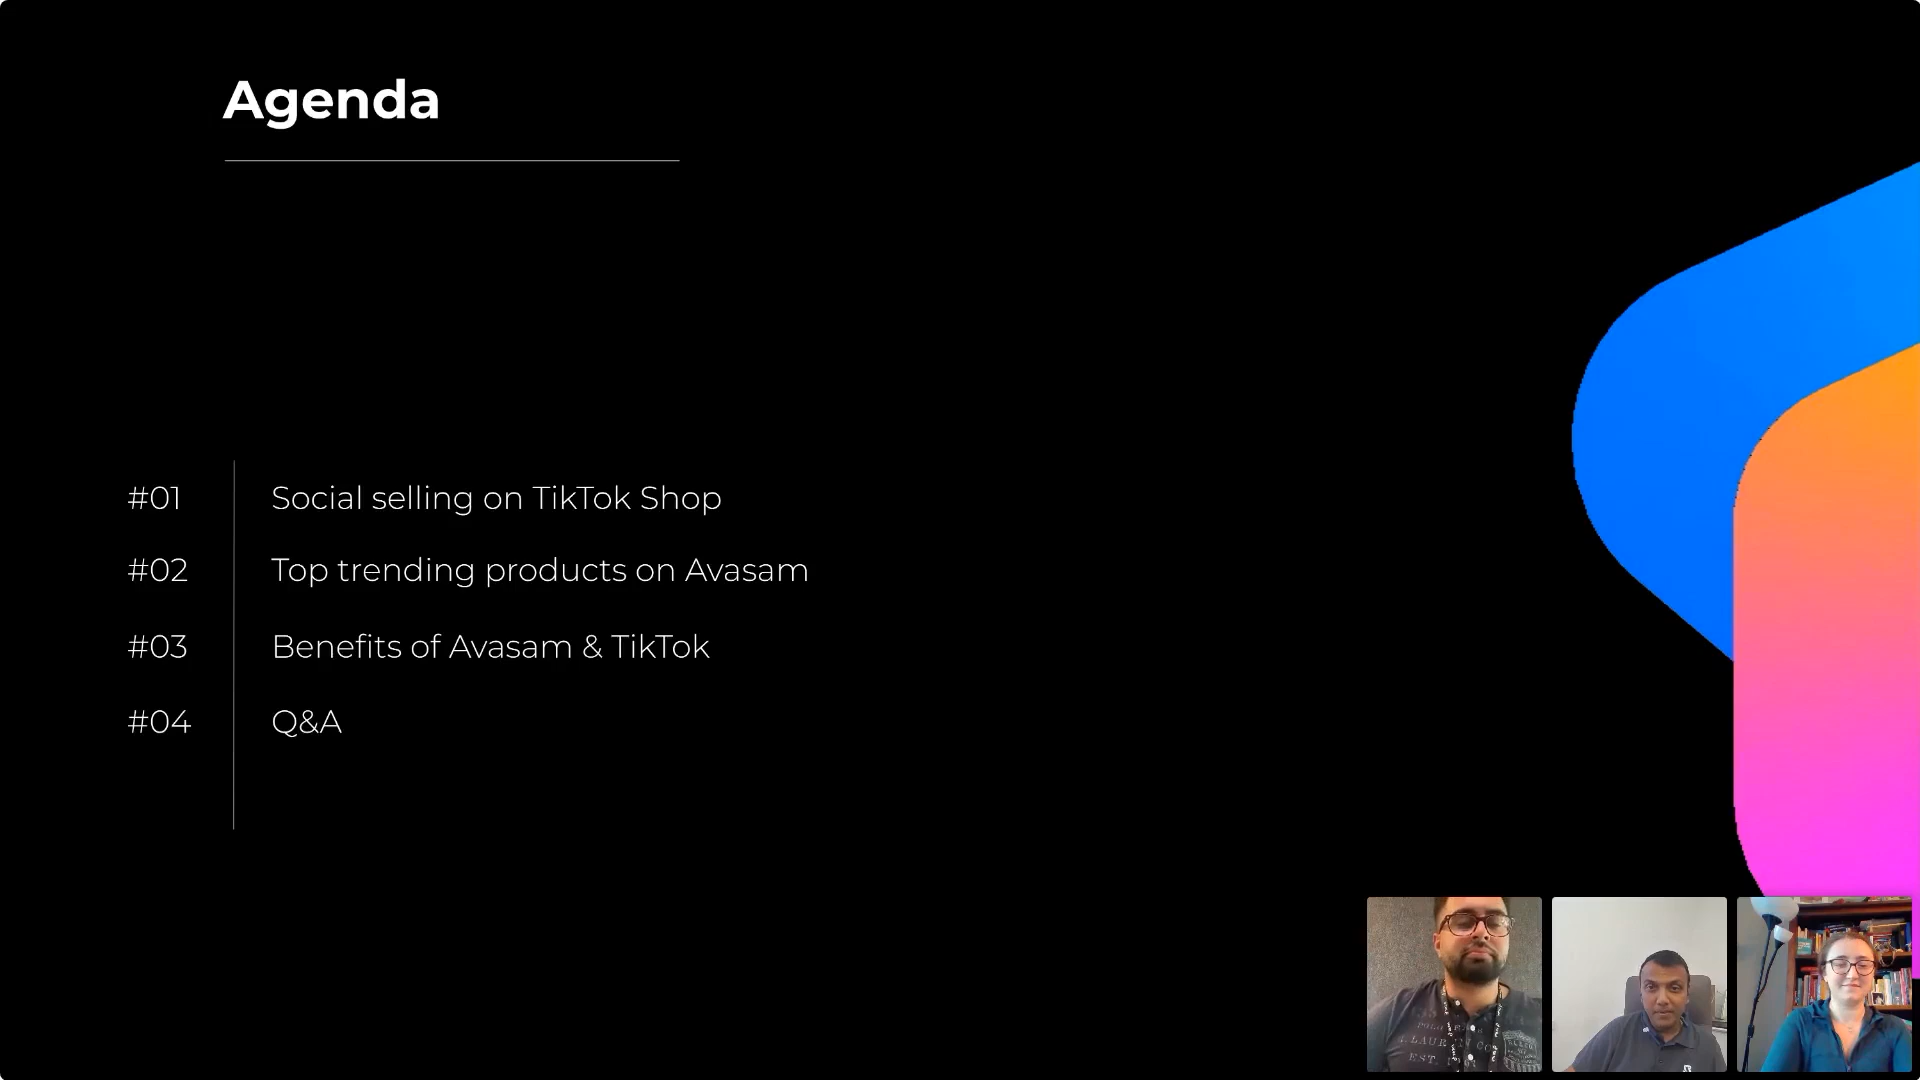 Agenda
#01 Social selling on TikTok Shop
#02 Top trending products on Avasam
#03 Benefits of Avasam & TikTok
#04 Q&A
EST.